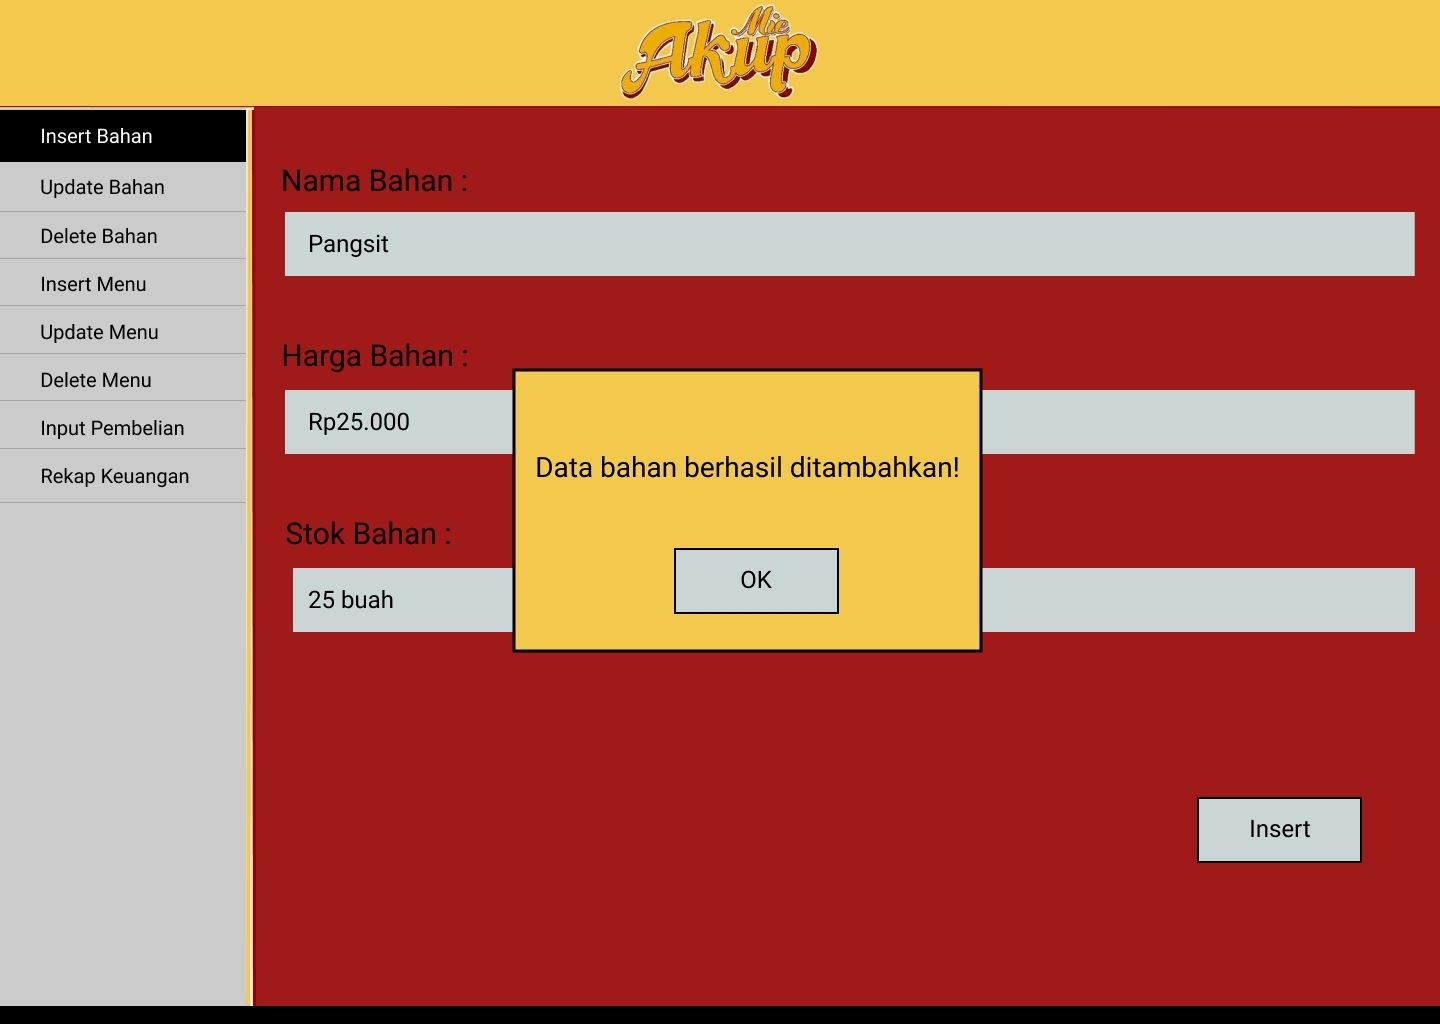 Mie
Akup
Insert Bahan
Update Bahan
Delete Bahan
Insert Menu
Update Menu
Delete Menu
Input Pembelian
Rekap Keuangan
Nama Bahan :
Pangsit
Harga Bahan :
Rp25.000
Stok Bahan :
25 buah
Data bahan berhasil ditambahkan!
OK
Insert